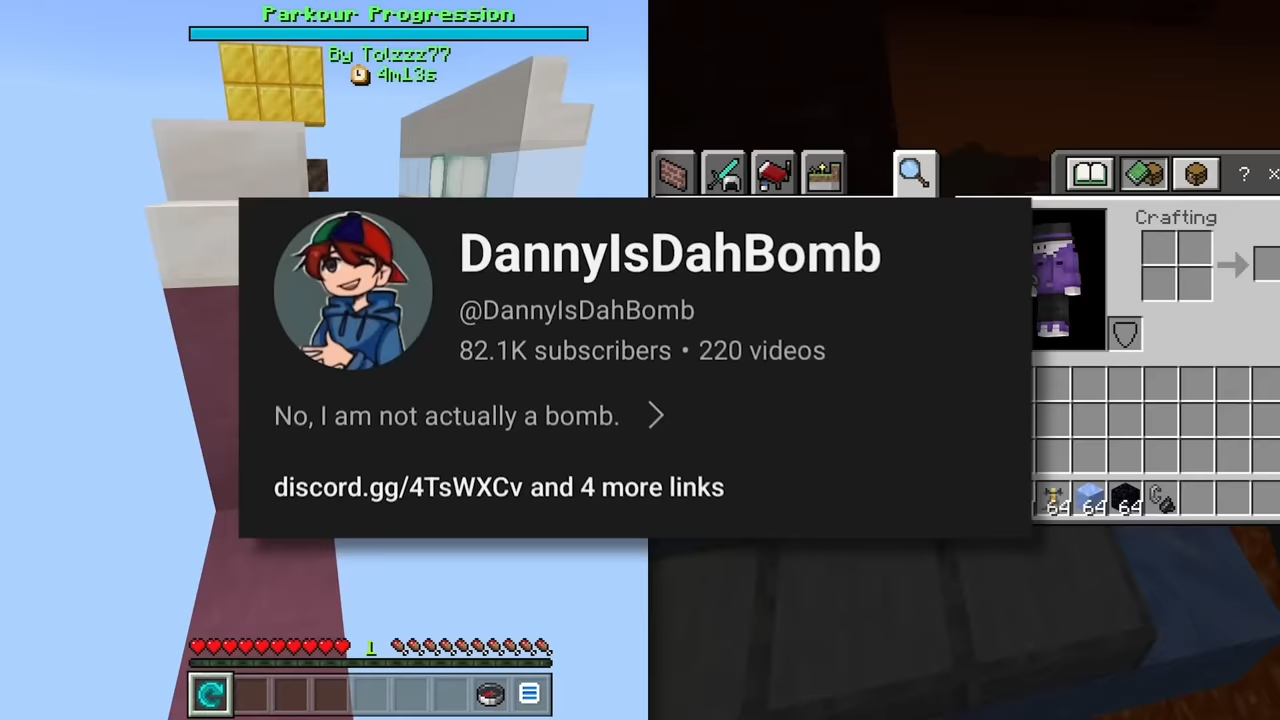 Parkour Progression
By Tolzzz77
4m13s
? ×
Crafting
DannyIsDahBomb
@DannyIsDahBomb
82.1K subscribers • 220 videos
No, I am not actually a bomb. >
discord.gg/4TsWXCv and 4 more links
64 64 64
1